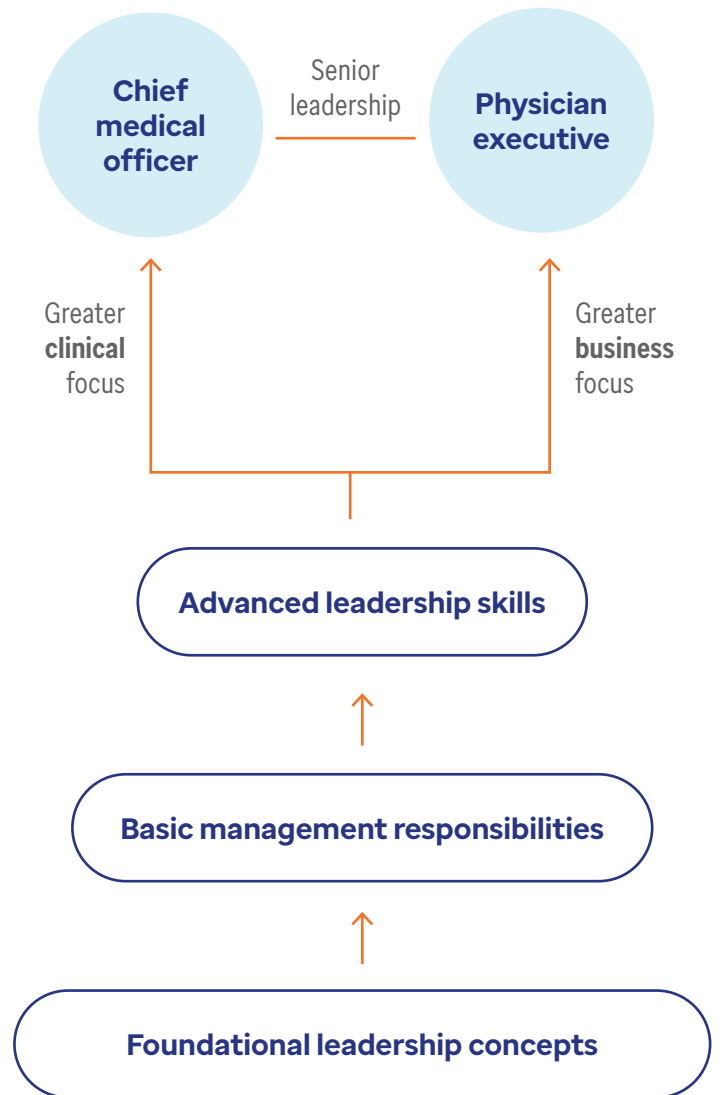 Chief
medical
officer
Senior
leadership
Physician
executive
Greater
clinical
focus
Greater
business
focus
Advanced leadership skills
Basic management responsibilities
Foundational leadership concepts